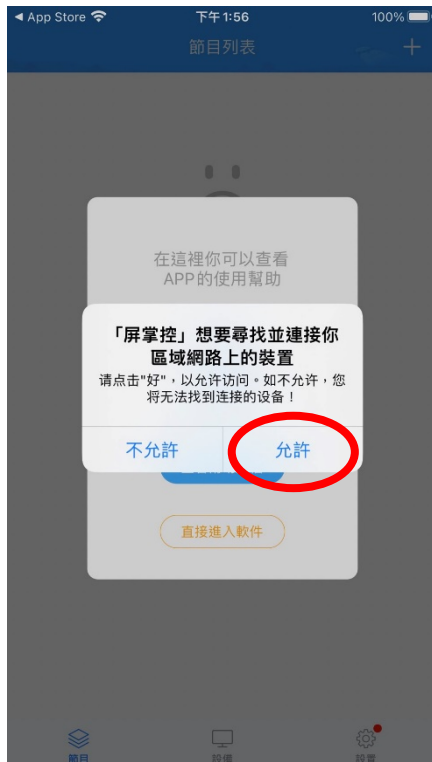 ◀ App Store
下午1:56
100%
節目列表
在這裡你可以查看
APP的使用幫助
「屏掌控」想要尋找並連接你
區域網路上的裝置
请点击"好"，以允许访问。如不允许，您
将无法找到连接的设备！
不允許
允許
直接進入軟件
節目
設備
設置